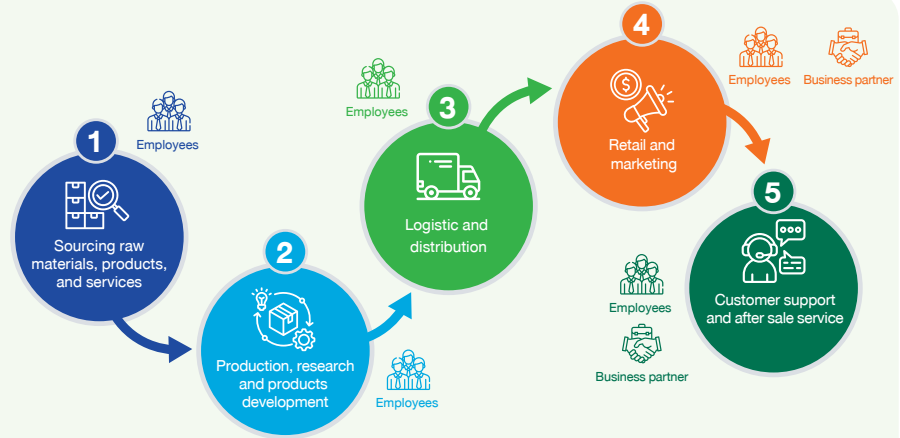 1
Employees
Sourcing raw
materials, products,
and services
2
Production, research
and products
development
Employees
3
Employees
Logistic and
distribution
4
$
Retail and
marketing
Employees
Business partner
5
Customer support
and after sale service
Employees
Business partner